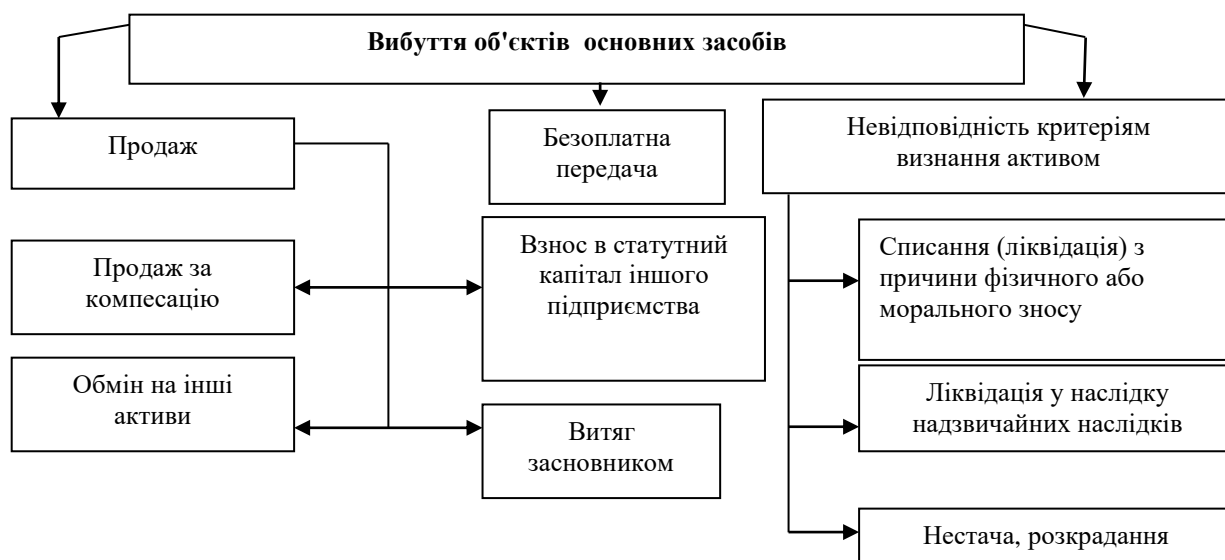 Вибуття об'єктів основних засобів
Продаж
Безоплатна
передача
Невідповідність критеріям
визнання активом
Продаж за
компесацію
Взнос в статутний
капітал іншого
підприємства
Списання (ліквідація) з
причини фізичного або
морального зносу
Обмін на інші
активи
Витяг
засновником
Ліквідація у наслідку
надзвичайних наслідків
Нестача, розкрадання